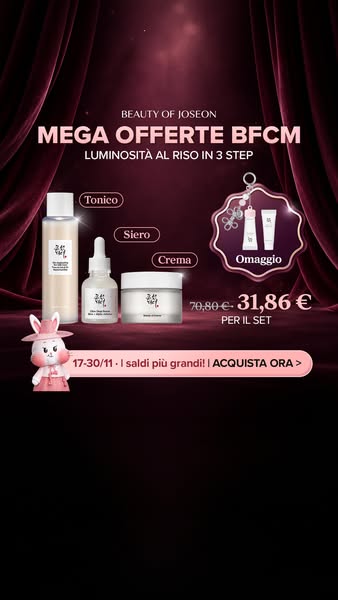 BEAUTY OF JOSEON
MEGA OFFERTE BFCM
LUMINOSITÀ AL RISO IN 3 STEP
Tonico
Siero
Crema
Omaggio
70,80 € 31,86 €
PER IL SET
17-30/11 · I saldi più grandi! | ACQUISTA ORA >